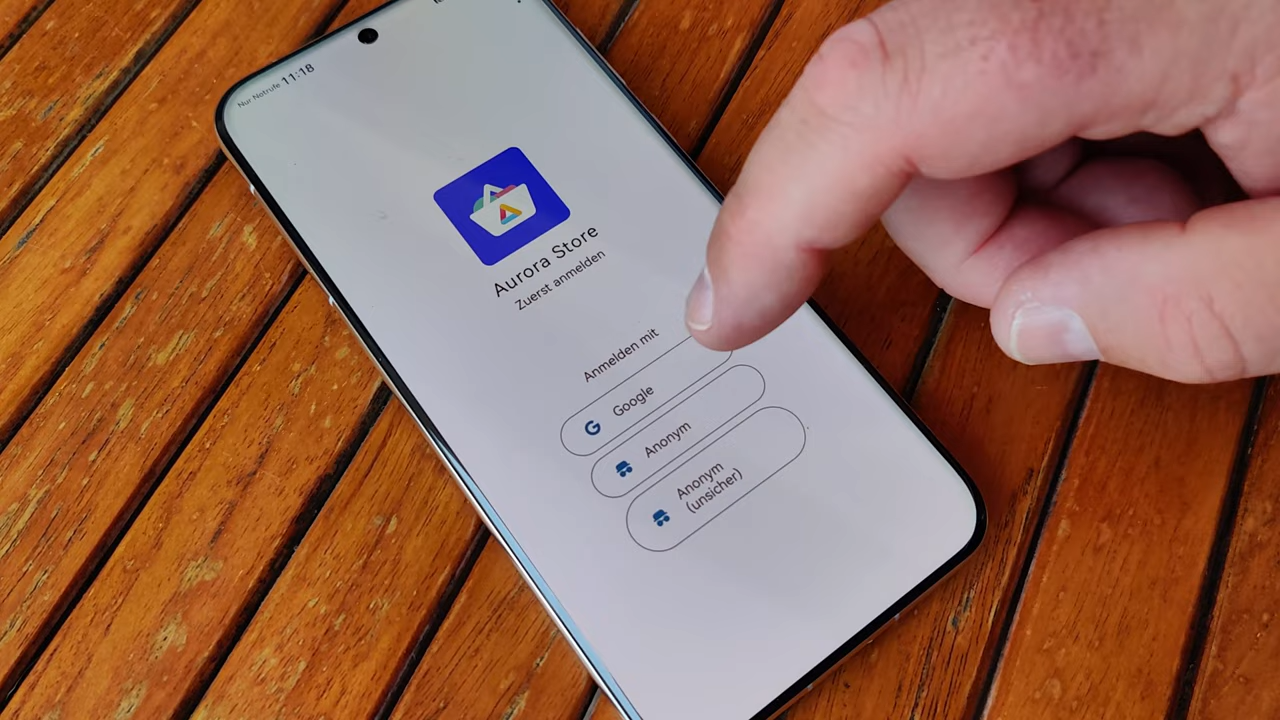 Nur Notrufe 11:18
Aurora Store
Zuerst anmelden
Anmelden mit
Google
Anonym
Anonym
(unsicher)